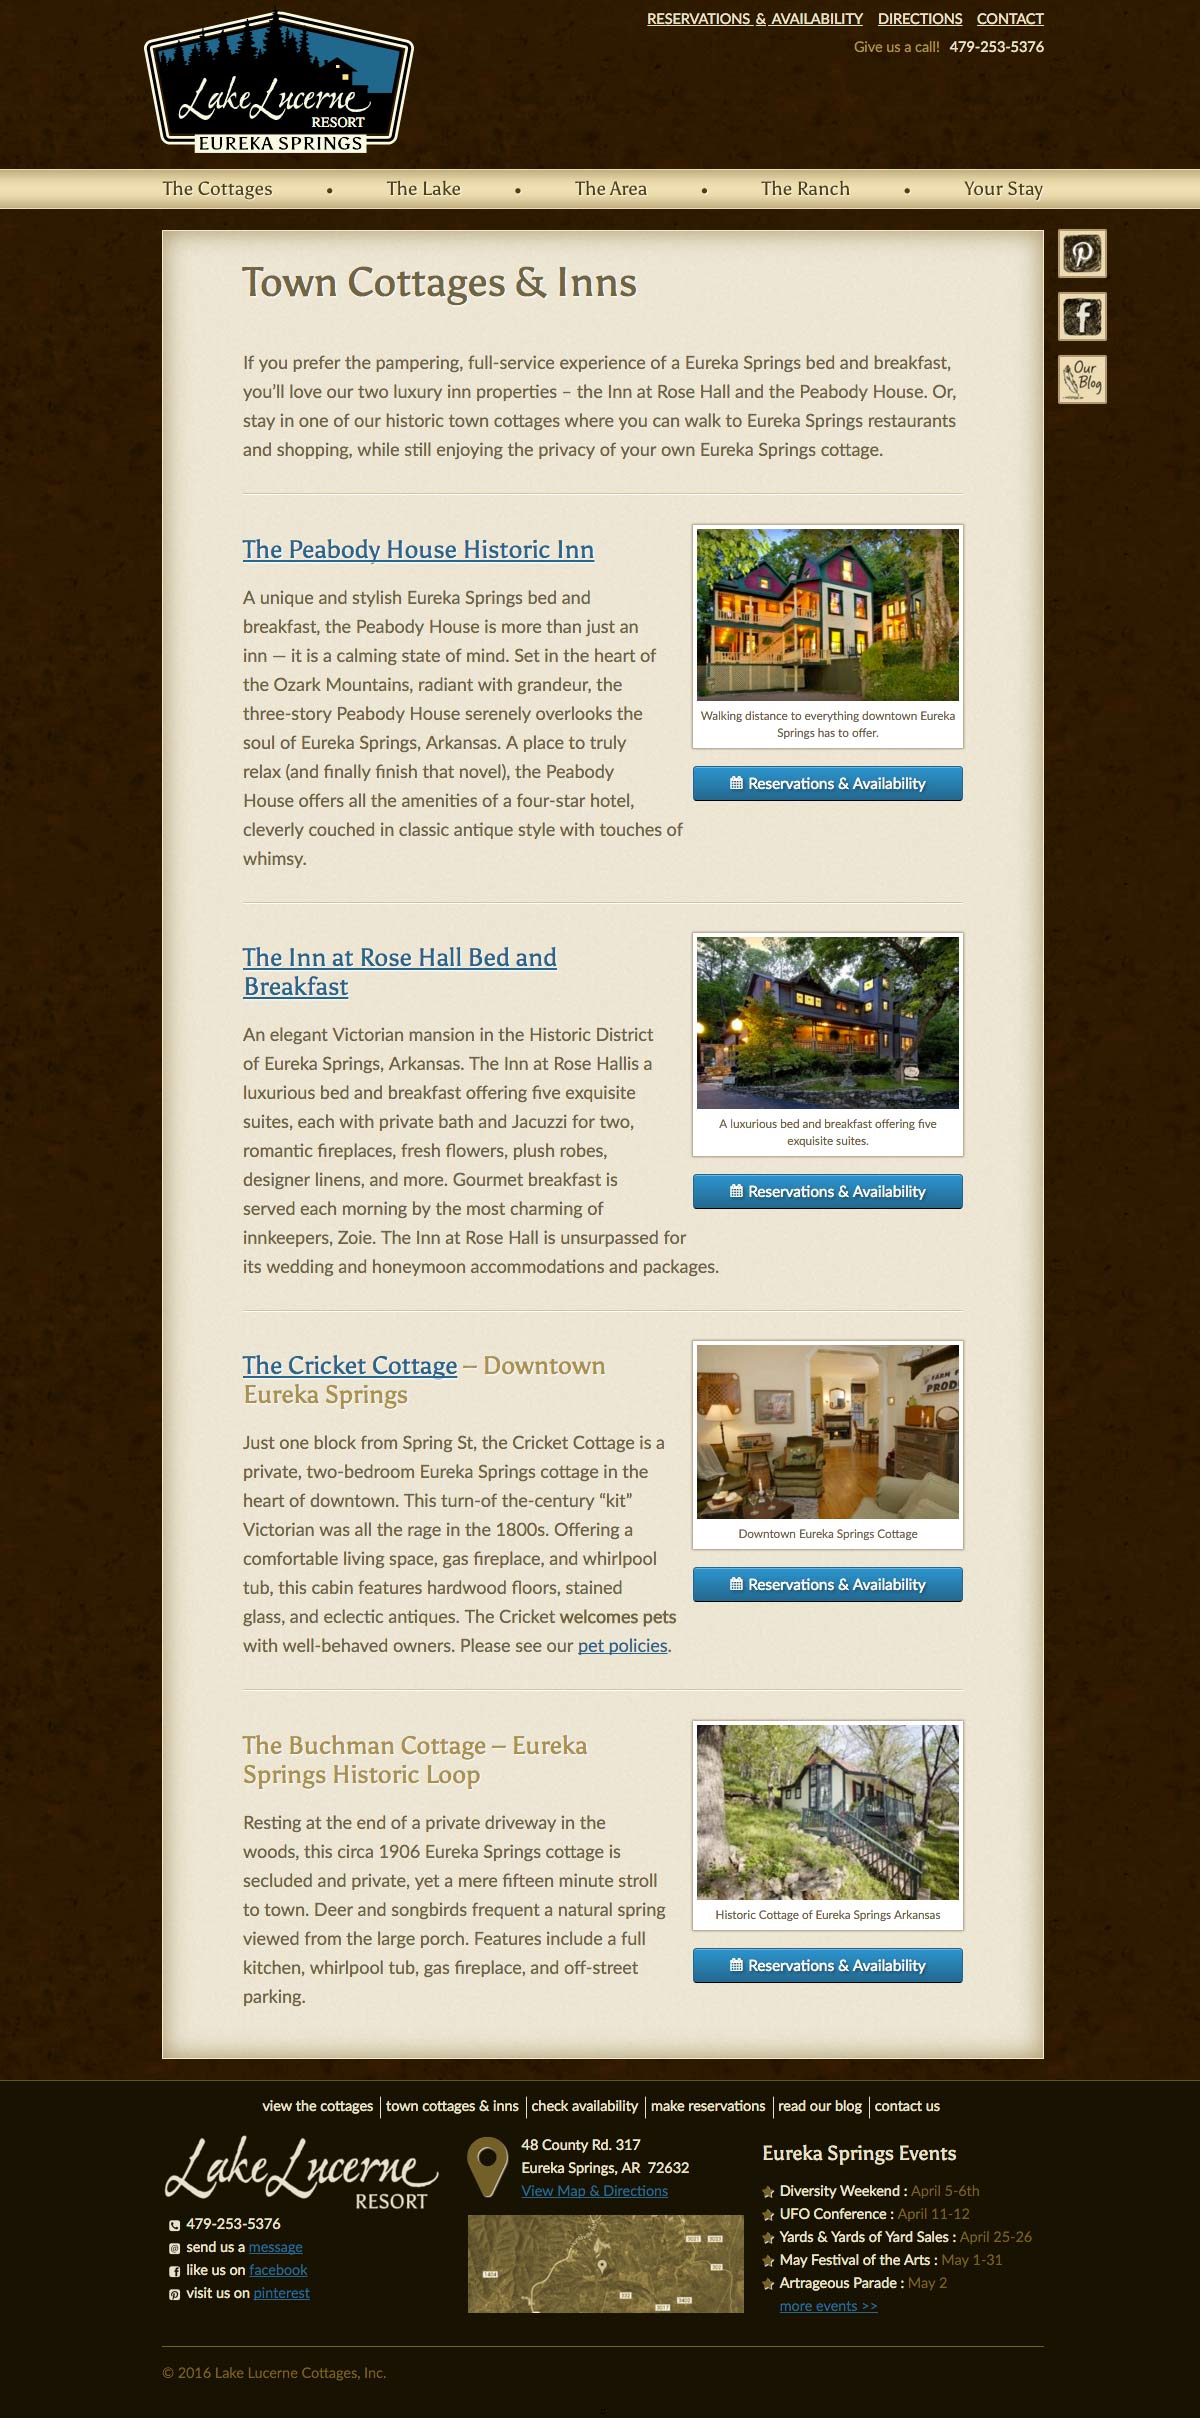 RESERVATIONS & AVAILABILITY DIRECTIONS CONTACT
Give us a call! 479-253-5376
Lake Lucerne
RESORT
EUREKA SPRINGS
The Cottages • The Lake • The Area • The Ranch • Your Stay
Town Cottages & Inns
Our
Blog
If you prefer the pampering, full-service experience of a Eureka Springs bed and breakfast,
you’ll love our two luxury inn properties – the Inn at Rose Hall and the Peabody House. Or,
stay in one of our historic town cottages where you can walk to Eureka Springs restaurants
and shopping, while still enjoying the privacy of your own Eureka Springs cottage.
The Peabody House Historic Inn
A unique and stylish Eureka Springs bed and
breakfast, the Peabody House is more than just an
inn — it is a calming state of mind. Set in the heart of
the Ozark Mountains, radiant with grandeur, the
three-story Peabody House serenely overlooks the
soul of Eureka Springs, Arkansas. A place to truly
relax (and finally finish that novel), the Peabody
House offers all the amenities of a four-star hotel,
cleverly couched in classic antique style with touches of
whimsy.
Walking distance to everything downtown Eureka
Springs has to offer.
Reservations & Availability
The Inn at Rose Hall Bed and
Breakfast
An elegant Victorian mansion in the Historic District
of Eureka Springs, Arkansas. The Inn at Rose Hallis a
luxurious bed and breakfast offering five exquisite
suites, each with private bath and Jacuzzi for two,
romantic fireplaces, fresh flowers, plush robes,
designer linens, and more. Gourmet breakfast is
served each morning by the most charming of
innkeepers, Zoie. The Inn at Rose Hall is unsurpassed for
its wedding and honeymoon accommodations and packages.
A luxurious bed and breakfast offering five
exquisite suites.
Reservations & Availability
The Cricket Cottage – Downtown
Eureka Springs
Just one block from Spring St, the Cricket Cottage is a
private, two-bedroom Eureka Springs cottage in the
heart of downtown. This turn-of the-century “kit”
Victorian was all the rage in the 1800s. Offering a
comfortable living space, gas fireplace, and whirlpool
tub, this cabin features hardwood floors, stained
glass, and eclectic antiques. The Cricket welcomes pets
with well-behaved owners. Please see our pet policies.
FARM
PROD
Downtown Eureka Springs Cottage
Reservations & Availability
The Buchman Cottage – Eureka
Springs Historic Loop
Resting at the end of a private driveway in the
woods, this circa 1906 Eureka Springs cottage is
secluded and private, yet a mere fifteen minute stroll
to town. Deer and songbirds frequent a natural spring
viewed from the large porch. Features include a full
kitchen, whirlpool tub, gas fireplace, and off-street
parking.
Historic Cottage of Eureka Springs Arkansas
Reservations & Availability
view the cottages town cottages & inns check availability make reservations read our blog contact us
Lake Lucerne
RESORT
479-253-5376
send us a message
like us on facebook
visit us on pinterest
48 County Rd. 317
Eureka Springs, AR 72632
View Map & Directions
Eureka Springs Events
Diversity Weekend : April 5-6th
UFO Conference : April 11-12
Yards & Yards of Yard Sales : April 25-26
May Festival of the Arts : May 1-31
Artrageous Parade : May 2
more events >>
© 2016 Lake Lucerne Cottages, Inc.